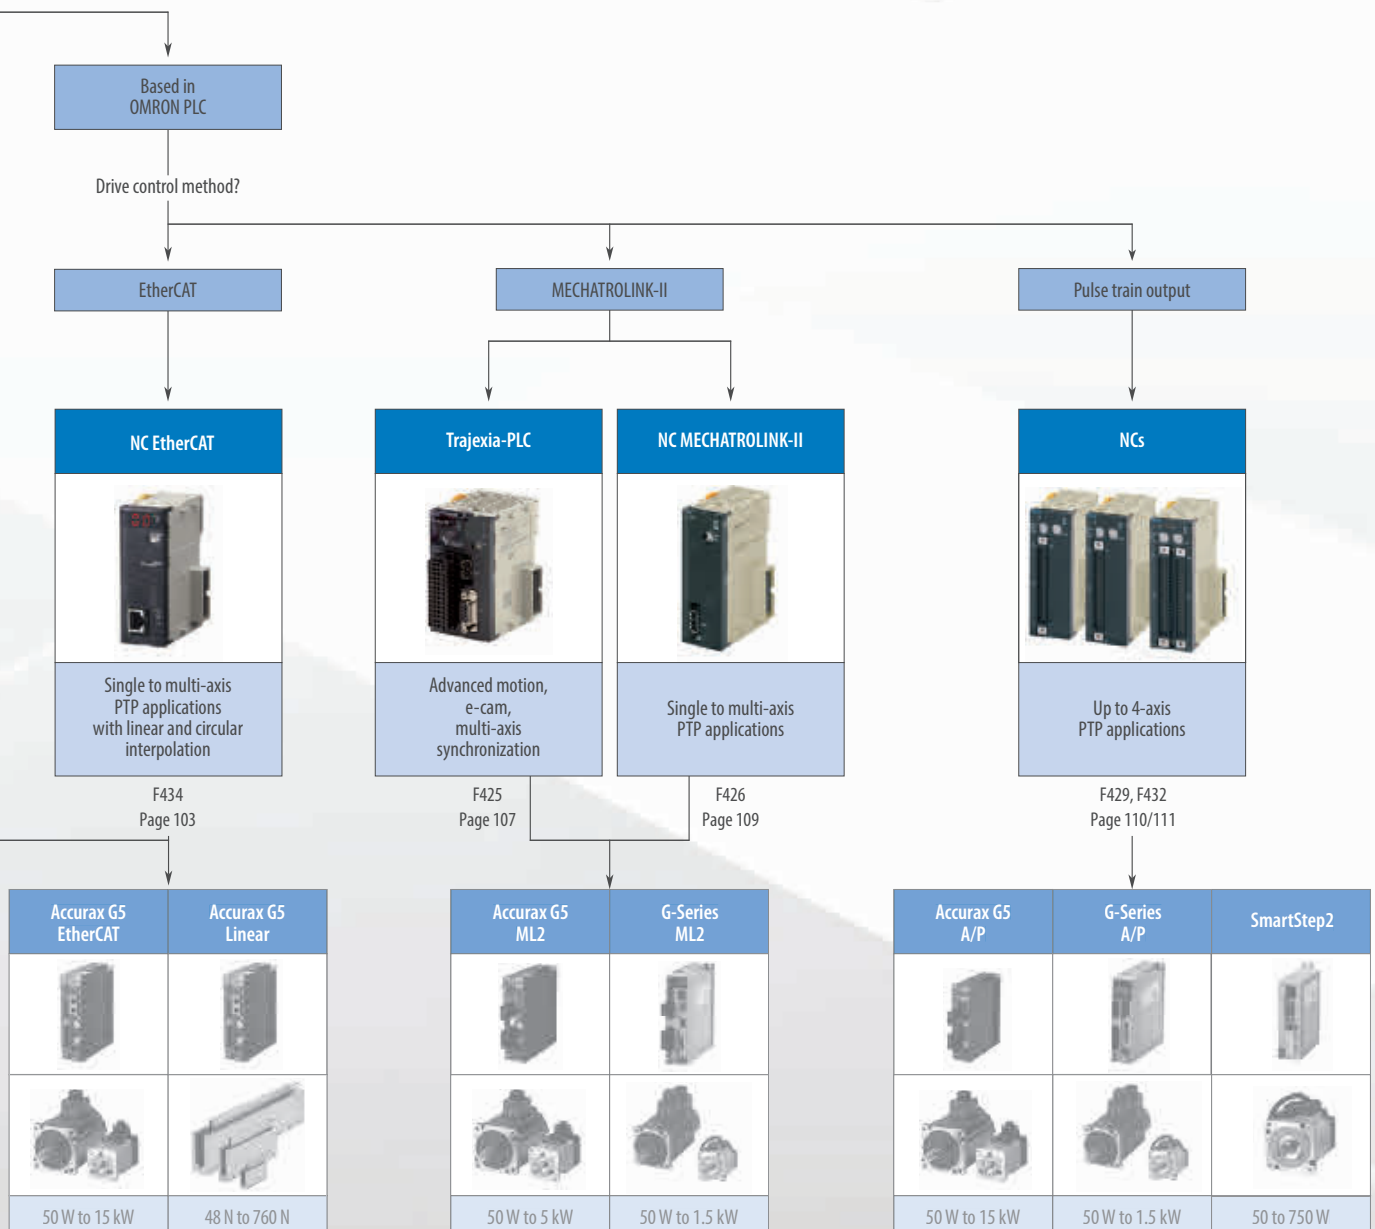 Based in
OMRON PLC
Drive control method?
EtherCAT
MECHATROLINK-II
Pulse train output
NC EtherCAT
Trajexia-PLC
NC MECHATROLINK-II
NCs
Single to multi-axis
PTP applications
with linear and circular
interpolation
Advanced motion,
e-cam,
multi-axis
synchronization
Single to multi-axis
PTP applications
Up to 4-axis
PTP applications
F434
Page 103
F425
Page 107
F426
Page 109
F429, F432
Page 110/111
Accurax G5
EtherCAT
Accurax G5
Linear
Accurax G5
ML2
G-Series
ML2
Accurax G5
A/P
G-Series
A/P
SmartStep2
50 W to 15 kW
48 N to 760 N
50 W to 5 kW
50 W to 1.5 kW
50 W to 15 kW
50 W to 1.5 kW
50 to 750 W